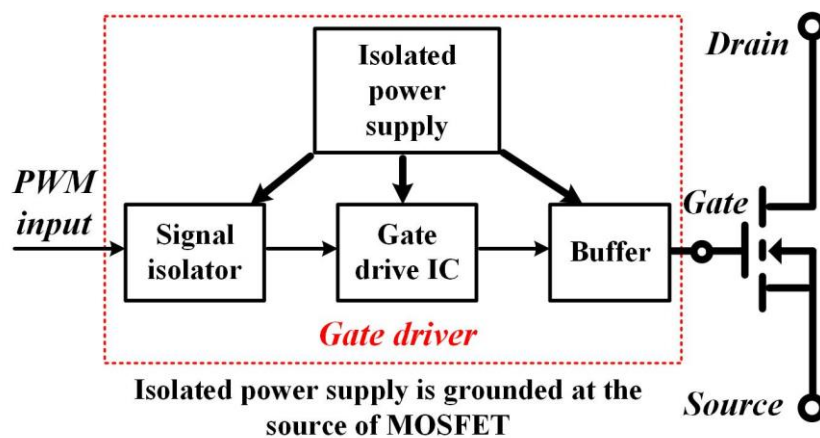 Isolated
power
supply
Drain
PWM
input
Signal
isolator
Gate
drive IC
Buffer
Gate
Gate driver
Isolated power supply is grounded at the
source of MOSFET
Source